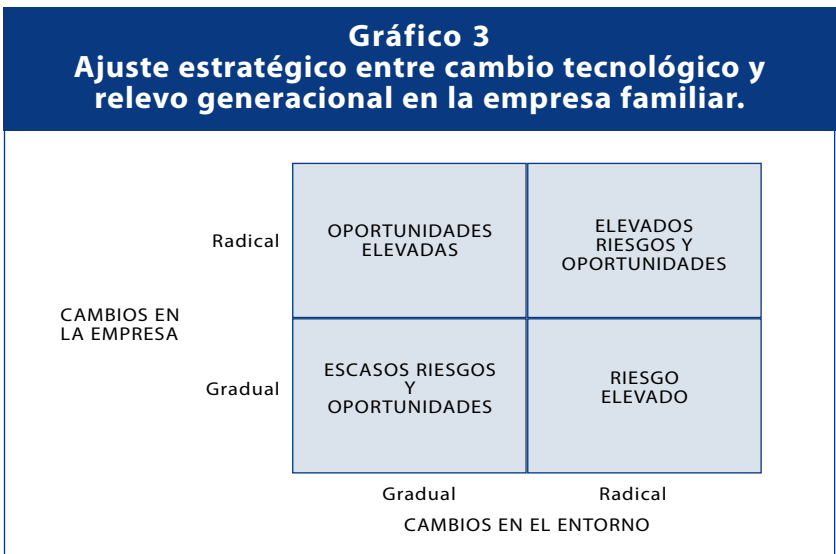 Gráfico 3
Ajuste estratégico entre cambio tecnológico y
relevo generacional en la empresa familiar.
Radical
OPORTUNIDADES
ELEVADAS
ELEVADOS
RIESGOS Y
OPORTUNIDADES
CAMBIOS EN
LA EMPRESA
Gradual
ESCASOS RIESGOS
Y
OPORTUNIDADES
RIESGO
ELEVADO
Gradual
Radical
CAMBIOS EN EL ENTORNO